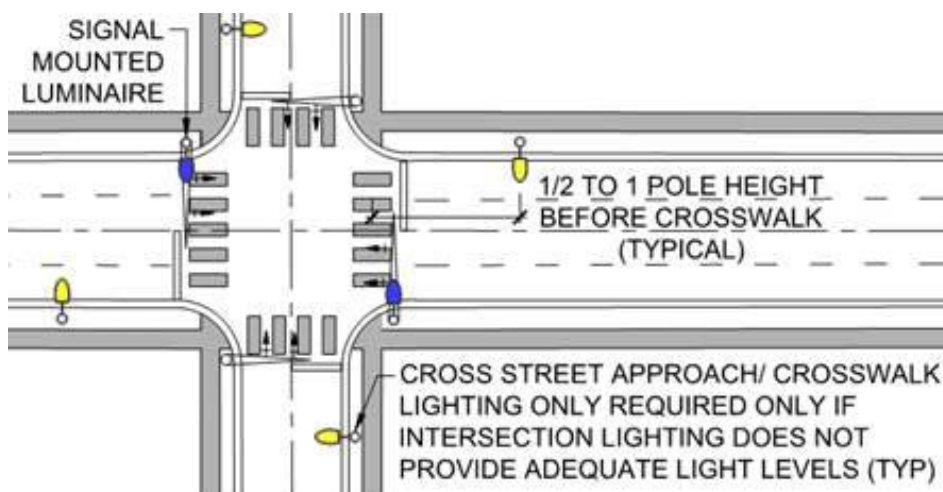 SIGNAL
MOUNTED
LUMINAIRE
1/2 TO 1 POLE HEIGHT
BEFORE CROSSWALK
(TYPICAL)
CROSS STREET APPROACH/ CROSSWALK
LIGHTING ONLY REQUIRED ONLY IF
INTERSECTION LIGHTING DOES NOT
PROVIDE ADEQUATE LIGHT LEVELS (TYP)